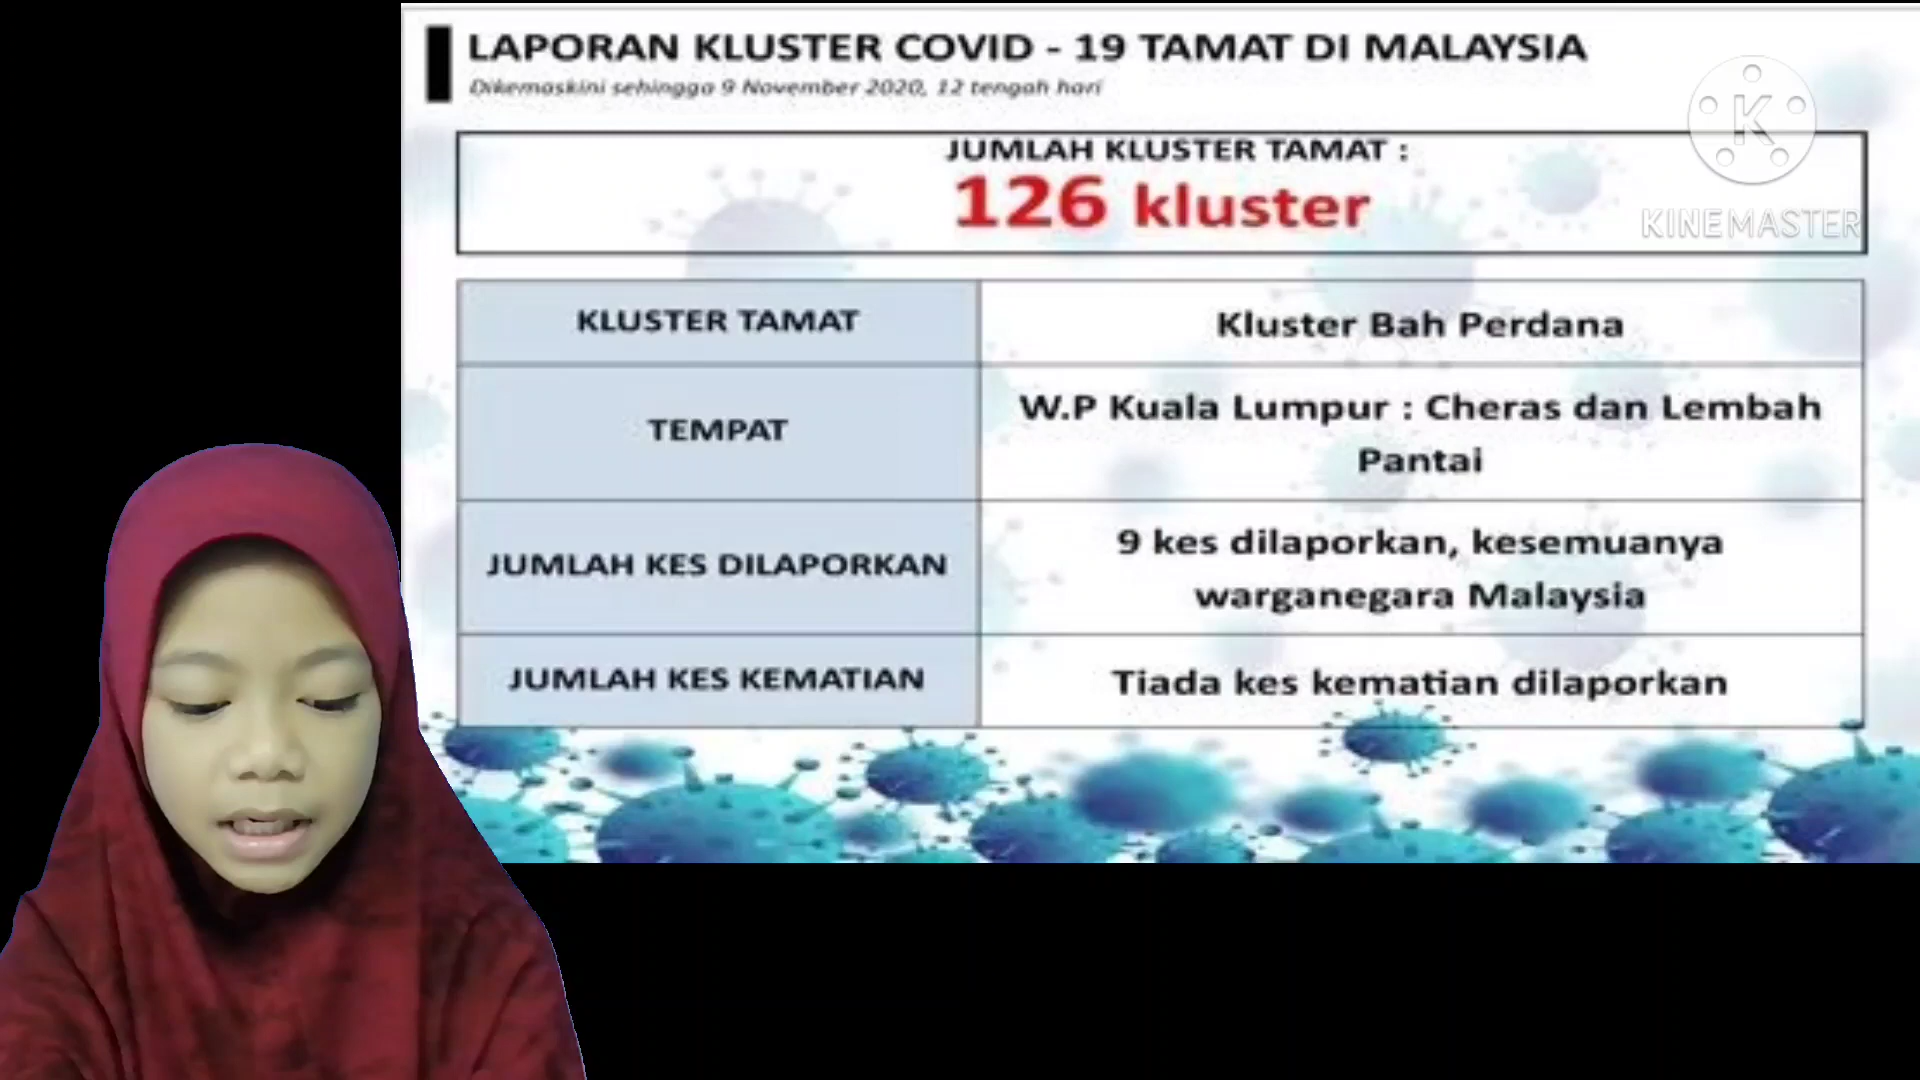 LAPORAN KLUSTER COVID - 19 TAMAT DI MALAYSIA
Dikemaskini sehingga 9 November 2020, 12 tengah hari
JUMLAH KLUSTER TAMAT :
126 kluster
K
KINEMASTER
KLUSTER TAMAT
Kluster Bah Perdana
TEMPAT
W.P Kuala Lumpur : Cheras dan Lembah
Pantai
JUMLAH KES DILAPORKAN
9 kes dilaporkan, kesemuanya
warganegara Malaysia
JUMLAH KES KEMATIAN
Tiada kes kematian dilaporkan